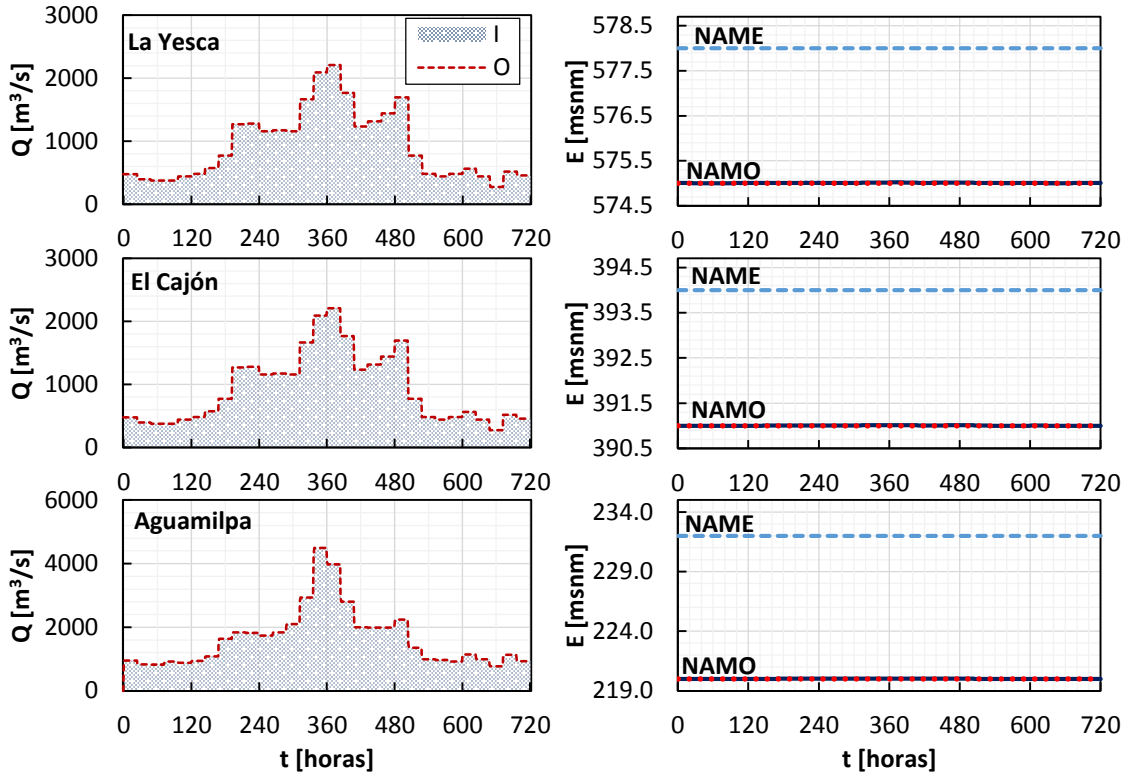 3000
2000
1000
0
Q [m³/s]
La Yesca
I
O
0 120 240 360 480 600 720
578.5
577.5
576.5
575.5
574.5
E [msnm]
NAME
NAMO
0 120 240 360 480 600 720
3000
2000
1000
0
Q [m³/s]
El Cajón
0 120 240 360 480 600 720
394.5
393.5
392.5
391.5
390.5
E [msnm]
NAME
NAMO
0 120 240 360 480 600 720
6000
4000
2000
0
Q [m³/s]
Aguamilpa
0 120 240 360 480 600 720
t [horas]
234.0
229.0
224.0
219.0
E [msnm]
NAME
NAMO
0 120 240 360 480 600 720
t [horas]